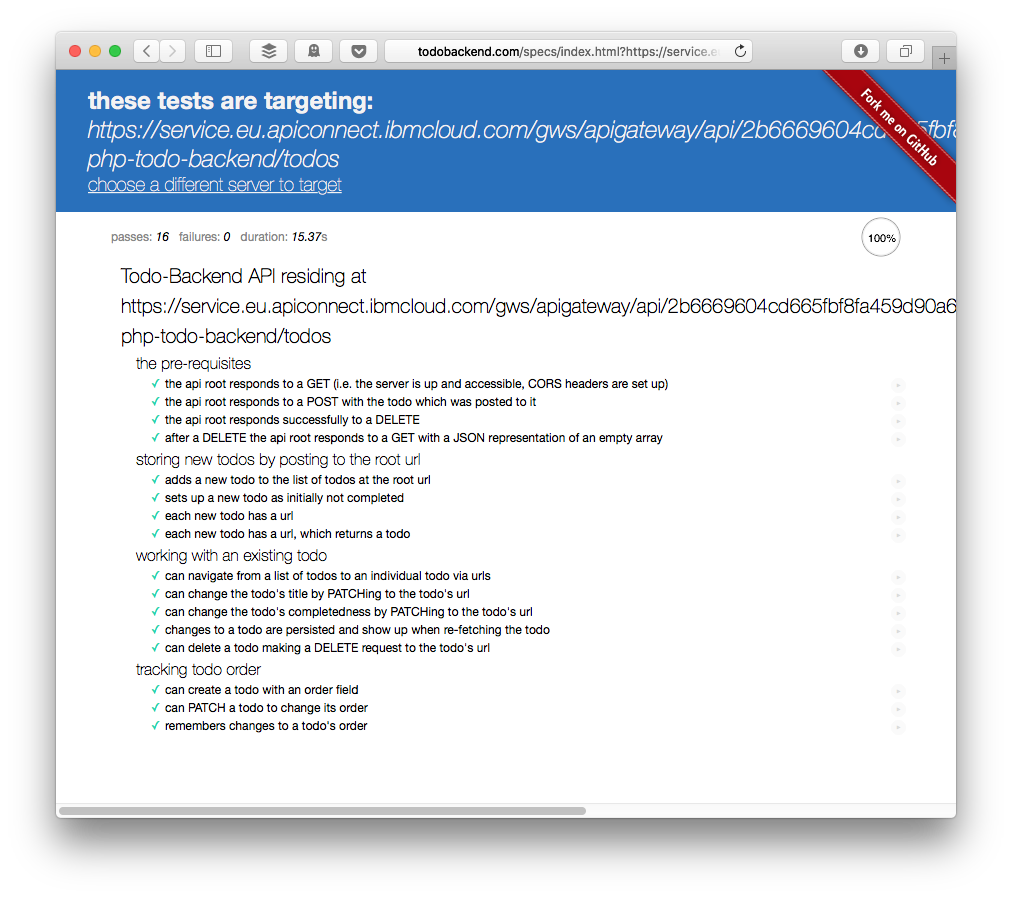 todobackend.com/specs/index.html?https://service.e
these tests are targeting:
https://service.eu.apiconnect.ibmcloud.com/gws/apigateway/api/2b6669604cd
php-todo-backend/todos
choose a different server to target
Fork me on GitHub
passes: 16 failures: 0 duration: 15.37s
100%
Todo-Backend API residing at
https://service.eu.apiconnect.ibmcloud.com/gws/apigateway/api/2b6669604cd665fbf8fa459d90a6
php-todo-backend/todos
the pre-requisites
✓ the api root responds to a GET (i.e. the server is up and accessible, CORS headers are set up)
✓ the api root responds to a POST with the todo which was posted to it
✓ the api root responds successfully to a DELETE
✓ after a DELETE the api root responds to a GET with a JSON representation of an empty array
storing new todos by posting to the root url
✓ adds a new todo to the list of todos at the root url
✓ sets up a new todo as initially not completed
✓ each new todo has a url
✓ each new todo has a url, which returns a todo
working with an existing todo
✓ can navigate from a list of todos to an individual todo via urls
✓ can change the todo's title by PATCHing to the todo's url
✓ can change the todo's completedness by PATCHing to the todo's url
✓ changes to a todo are persisted and show up when re-fetching the todo
✓ can delete a todo making a DELETE request to the todo's url
tracking todo order
✓ can create a todo with an order field
✓ can PATCH a todo to change its order
✓ remembers changes to a todo's order